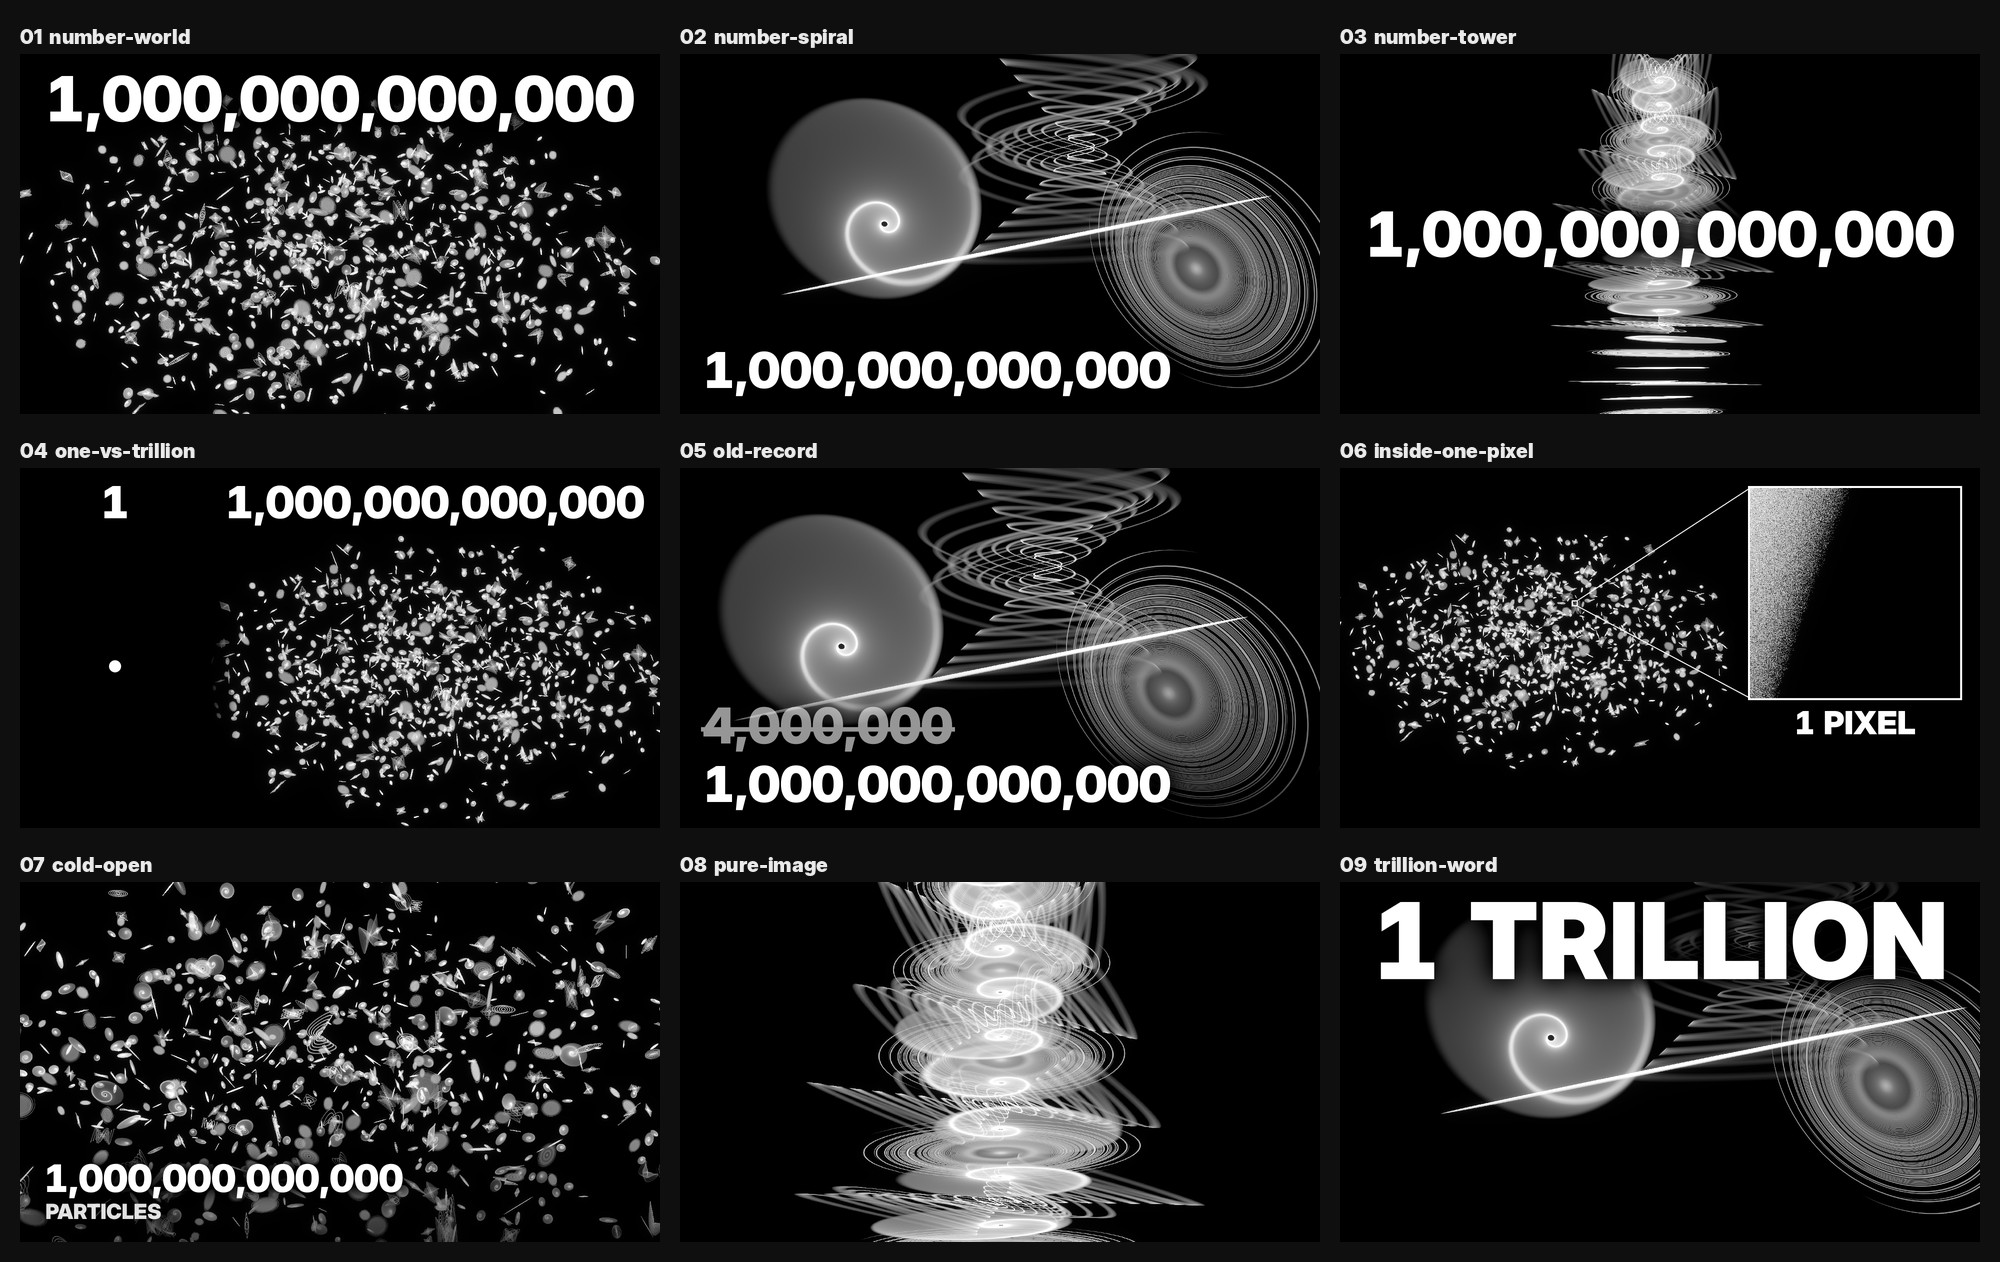 01 number-world
1,000,000,000,000
02 number-spiral
1,000,000,000,000
03 number-tower
1,000,000,000,000
04 one-vs-trillion
1
1,000,000,000,000
05 old-record
4,000,000
1,000,000,000,000
06 inside-one-pixel
1 PIXEL
07 cold-open
1,000,000,000,000
PARTICLES
08 pure-image
09 trillion-word
1 TRILLION